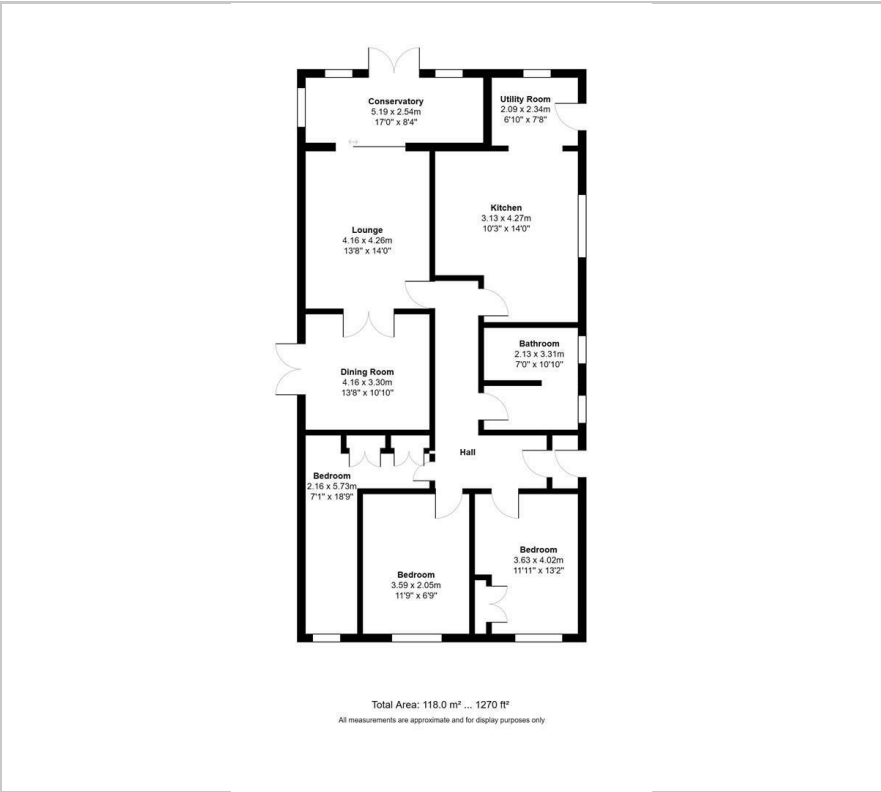 Conservatory
5.19 x 2.54m
17'0" x 8'4"
Utility Room
2.09 x 2.34m
6'10" x 7'8"
Kitchen
3.13 x 4.27m
10'3" x 14'0"
Lounge
4.16 x 4.26m
13'8" x 14'0"
Bathroom
2.13 x 3.31m
7'0" x 10'10"
Dining Room
4.16 x 3.30m
13'8" x 10'10"
Hall
Bedroom
2.16 x 5.73m
7'1" x 18'9"
Bedroom
3.59 x 2.05m
11'9" x 6'9"
Bedroom
3.63 x 4.02m
11'11" x 13'2"
Total Area: 118.0 m² ... 1270 ft²
All measurements are approximate and for display purposes only